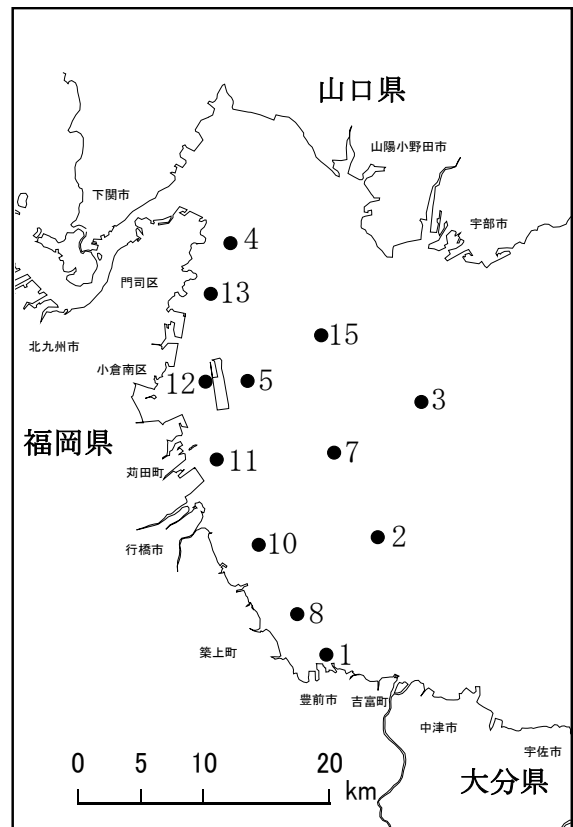 山口県
山陽小野田市
下関市
宇部市
4
門司区
13
北九州市
15
小倉南区
12
5
3
福岡県
7
11
苅田町
2
10
行橋市
8
築上町
1
豊前市
吉富町
中津市
宇佐市
0 5 10 20
km
大分県